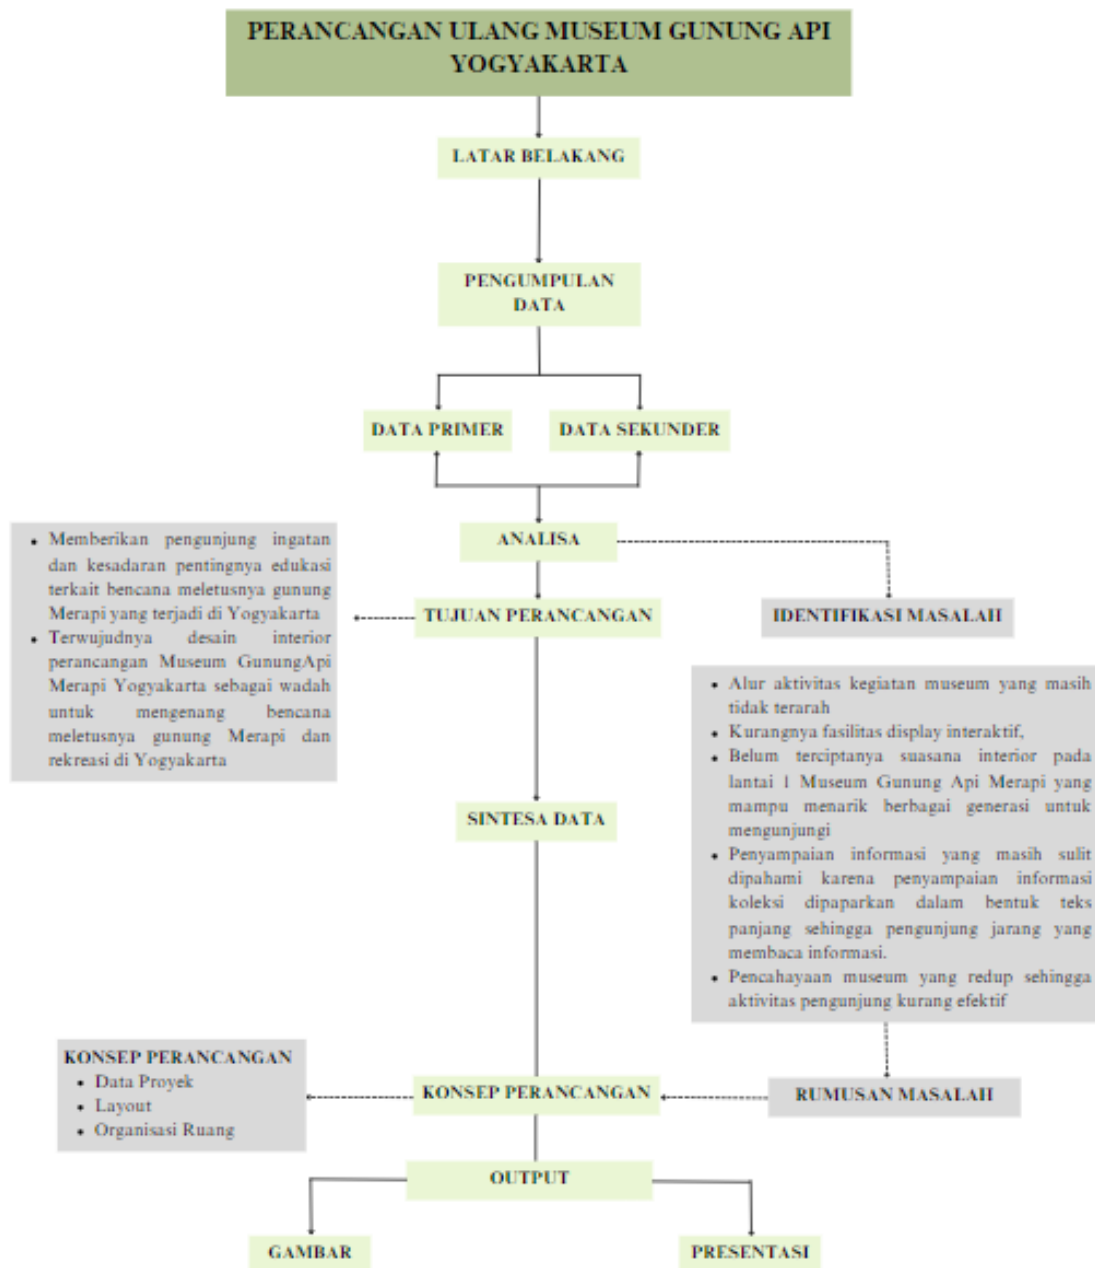 PERANCANGAN ULANG MUSEUM GUNUNG API
YOGYAKARTA
LATAR BELAKANG
PENGUMPULAN
DATA
DATA PRIMER
DATA SEKUNDER
ANALISA
• Memberikan pengunjung ingatan
dan kesadaran pentingnya edukasi
terkait bencana meletusnya gunung
Merapi yang terjadi di Yogyakarta
• Terwujudnya desain interior
perancangan Museum GunungApi
Merapi Yogyakarta sebagai wadah
untuk mengenang bencana
meletusnya gunung Merapi dan
rekreasi di Yogyakarta
TUJUAN PERANCANGAN
IDENTIFIKASI MASALAH
• Alur aktivitas kegiatan museum yang masih
tidak terarah
• Kurangnya fasilitas display interaktif,
• Belum terciptanya suasana interior pada
lantai 1 Museum Gunung Api Merapi yang
mampu menarik berbagai generasi untuk
mengunjungi
• Penyampaian informasi yang masih sulit
dipahami karena penyampaian informasi
koleksi dipaparkan dalam bentuk teks
panjang sehingga pengunjung jarang yang
membaca informasi.
• Pencahayaan museum yang redup sehingga
aktivitas pengunjung kurang efektif
SINTESA DATA
KONSEP PERANCANGAN
• Data Proyek
• Layout
• Organisasi Ruang
KONSEP PERANCANGAN
RUMUSAN MASALAH
OUTPUT
GAMBAR
PRESENTASI